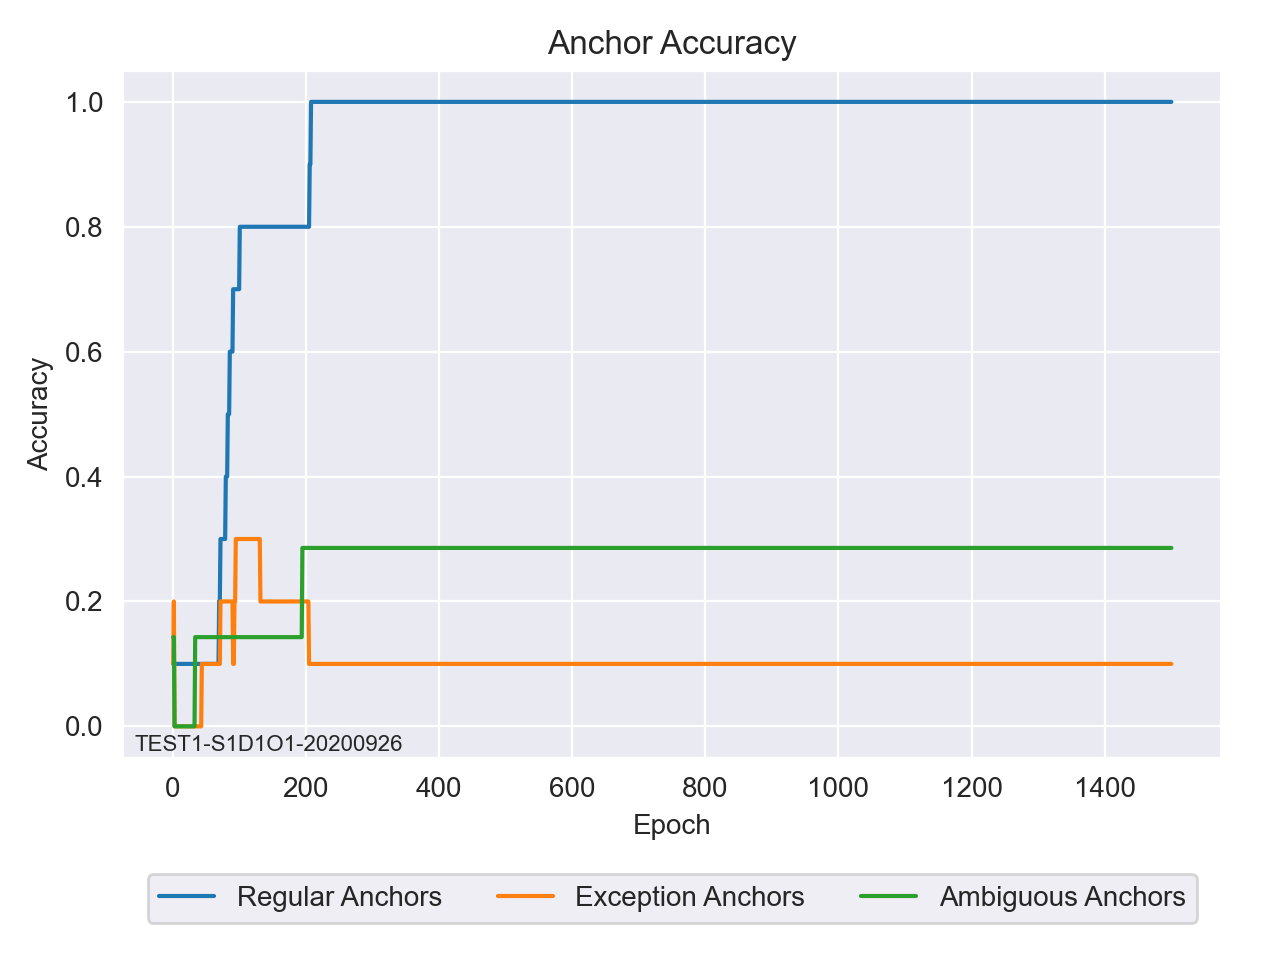 Anchor Accuracy
1.0
0.8
0.6
0.4
0.2
0.0
Accuracy
TEST1-S1D1O1-20200926
0 200 400 600 800 1000 1200 1400
Epoch
Regular Anchors Exception Anchors Ambiguous Anchors